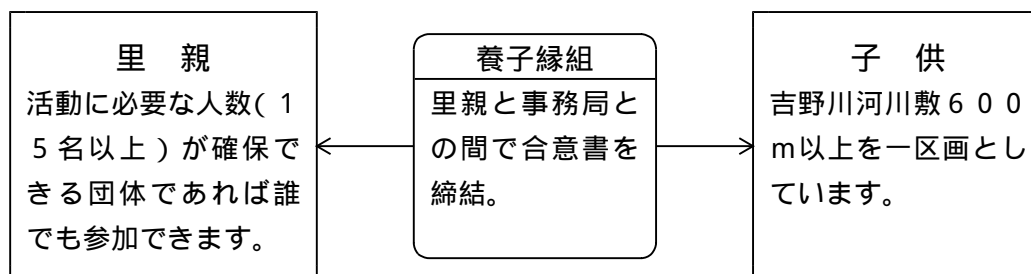 里　親
活動に必要な人数(１
５名以上)が確保で
きる団体であれば誰
でも参加できます。
養子縁組
里親と事務局と
の間で合意書を
締結。
子　供
吉野川河川敷６００
ｍ以上を一区画とし
ています。